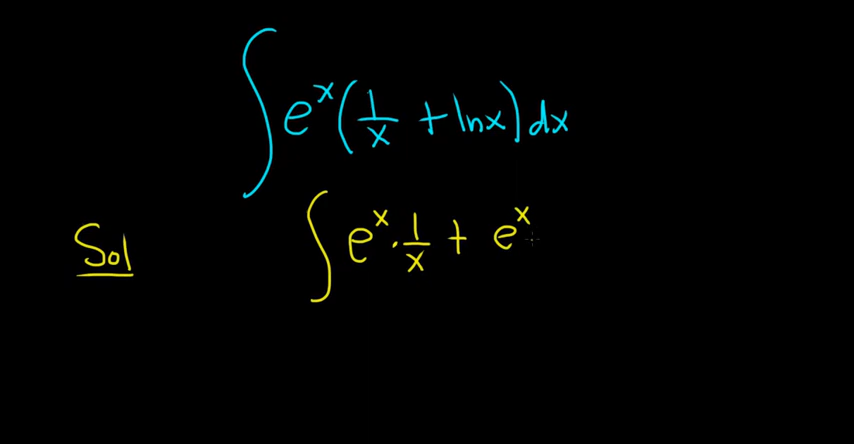 ∫ e^x (1/x + ln x) dx
Sol ∫ e^x · 1/x + e^x